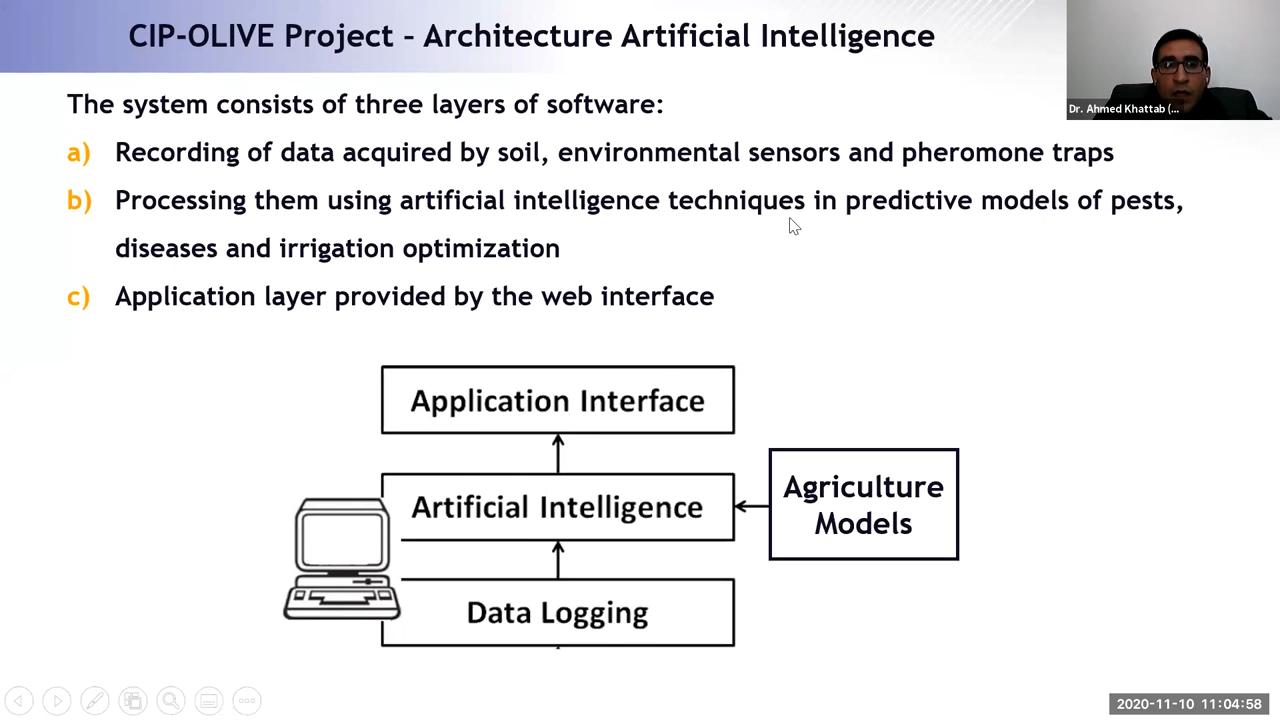 CIP-OLIVE Project – Architecture Artificial Intelligence
Dr. Ahmed Khattab (...
The system consists of three layers of software:
a) Recording of data acquired by soil, environmental sensors and pheromone traps
b) Processing them using artificial intelligence techniques in predictive models of pests,
diseases and irrigation optimization
c) Application layer provided by the web interface
Application Interface
Artificial Intelligence
Agriculture
Models
Data Logging
2020-11-10 11:04:58